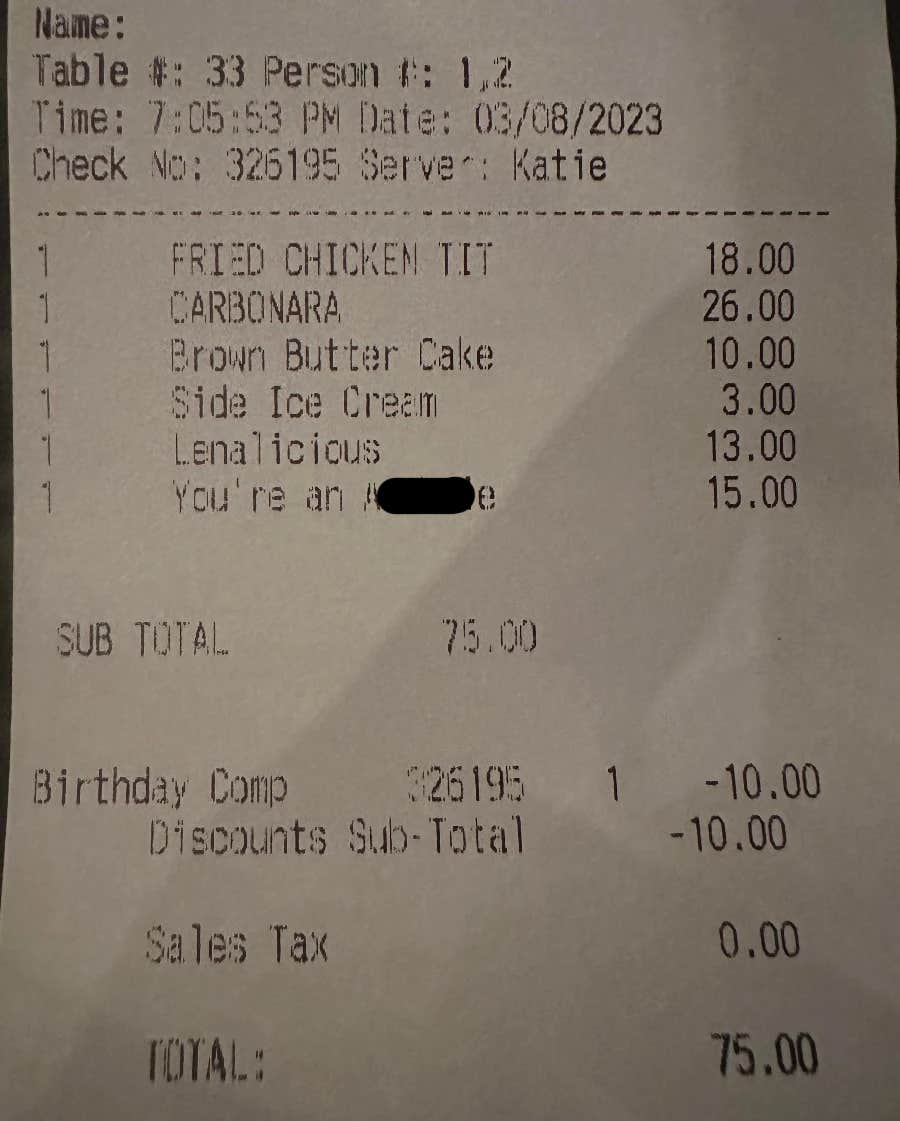 Name:
Table #: 33 Person #: 1,2
Time: 7:05:53 PM Date: 03/08/2023
Check No: 326195 Server: Katie
1 FRIED CHICKEN TIT 18.00
1 CARBONARA 26.00
1 Brown Butter Cake 10.00
1 Side Ice Cream 3.00
1 Lenalicious 13.00
1 You're an 15.00
SUB TOTAL 75.00
Birthday Comp 326195 1 -10.00
Discounts Sub-Total -10.00
Sales Tax 0.00
TOTAL: 75.00